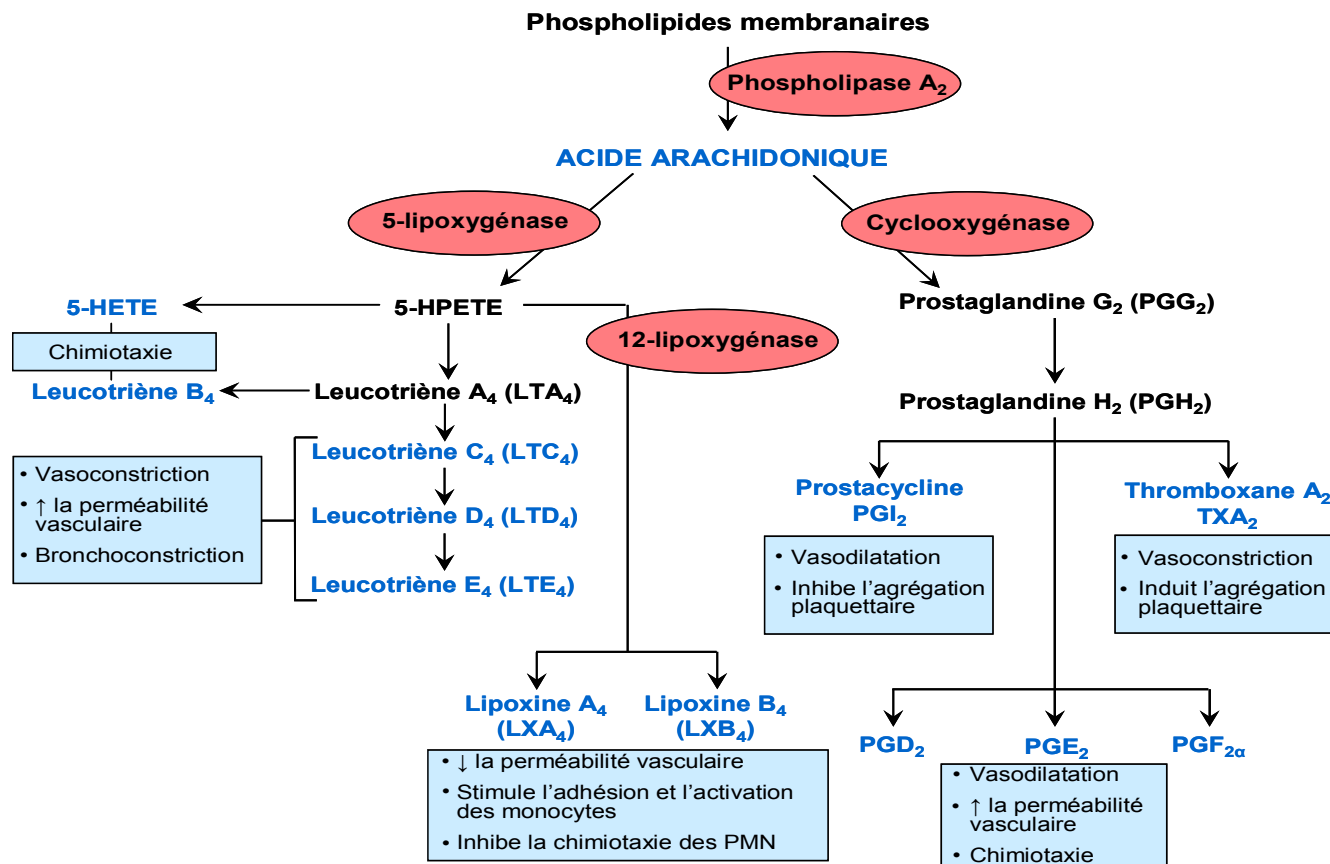 Phospholipides membranaires
Phospholipase A₂
ACIDE ARACHIDONIQUE
5-lipoxygénase
Cyclooxygénase
5-HETE
5-HPETE
Prostaglandine G₂ (PGG₂)
12-lipoxygénase
Chimiotaxie
Leucotriène B₄
Leucotriène A₄ (LTA₄)
Prostaglandine H₂ (PGH₂)
Leucotriène C₄ (LTC₄)
Leucotriène D₄ (LTD₄)
Leucotriène E₄ (LTE₄)
• Vasoconstriction
• ↑ la perméabilité
vasculaire
• Bronchoconstriction
Prostacycline
PGI₂
• Vasodilatation
• Inhibe l'agrégation
plaquettaire
Thromboxane A₂
TXA₂
• Vasoconstriction
• Induit l'agrégation
plaquettaire
Lipoxine A₄
(LXA₄)
Lipoxine B₄
(LXB₄)
• ↓ la perméabilité vasculaire
• Stimule l'adhésion et l'activation
des monocytes
• Inhibe la chimiotaxie des PMN
PGD₂
PGE₂
PGF₂α
• Vasodilatation
• ↑ la perméabilité
vasculaire
• Chimiotaxie